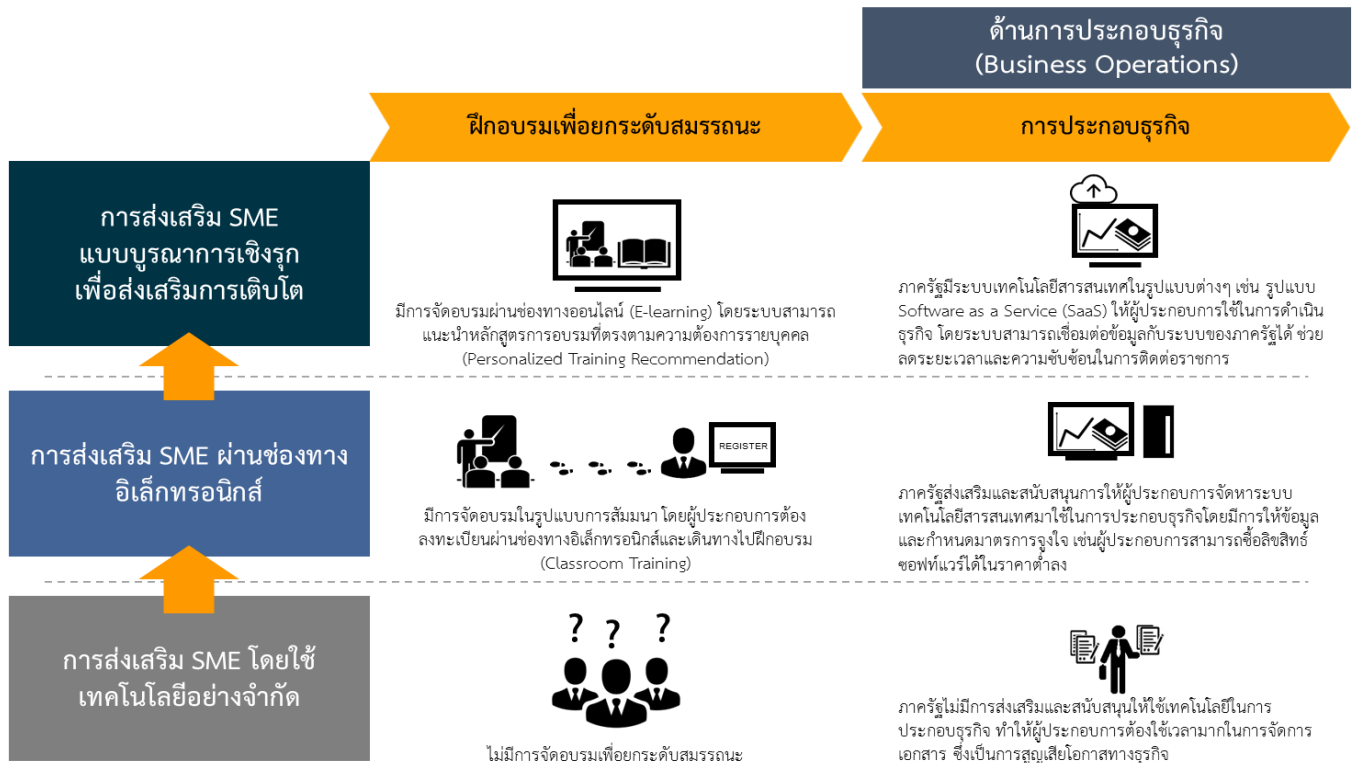 ด้านการประกอบธุรกิจ
(Business Operations)
ฝึกอบรมเพื่อยกระดับสมรรถนะ
การประกอบธุรกิจ
การส่งเสริม SME
แบบบูรณาการเชิงรุก
เพื่อส่งเสริมการเติบโต
มีการจัดอบรมผ่านช่องทางออนไลน์ (E-learning) โดยระบบสามารถ
แนะนำหลักสูตรการอบรมที่ตรงตามความต้องการรายบุคคล
(Personalized Training Recommendation)
ภาครัฐมีระบบเทคโนโลยีสารสนเทศในรูปแบบต่างๆ เช่น รูปแบบ
Software as a Service (SaaS) ให้ผู้ประกอบการใช้ในการดำเนิน
ธุรกิจ โดยระบบสามารถเชื่อมต่อข้อมูลกับระบบของภาครัฐได้ ช่วย
ลดระยะเวลาและความซับซ้อนในการติดต่อราชการ
การส่งเสริม SME ผ่านช่องทาง
อิเล็กทรอนิกส์
REGISTER
มีการจัดอบรมในรูปแบบการสัมมนา โดยผู้ประกอบการต้อง
ลงทะเบียนผ่านช่องทางอิเล็กทรอนิกส์และเดินทางไปฝึกอบรม
(Classroom Training)
ภาครัฐส่งเสริมและสนับสนุนการให้ผู้ประกอบการจัดหาระบบ
เทคโนโลยีสารสนเทศมาใช้ในการประกอบธุรกิจโดยมีการให้ข้อมูล
และกำหนดมาตรการจูงใจ เช่นผู้ประกอบการสามารถซื้อลิขสิทธ์
ซอฟท์แวร์ได้ในราคาต่ำลง
การส่งเสริม SME โดยใช้
เทคโนโลยีอย่างจำกัด
? ? ?
ไม่มีการจัดอบรมเพื่อยกระดับสมรรถนะ
ภาครัฐไม่มีการส่งเสริมและสนับสนุนให้ใช้เทคโนโลยีในการ
ประกอบธุรกิจ ทำให้ผู้ประกอบการต้องใช้เวลามากในการจัดการ
เอกสาร ซึ่งเป็นการสูญเสียโอกาสทางธุรกิจ